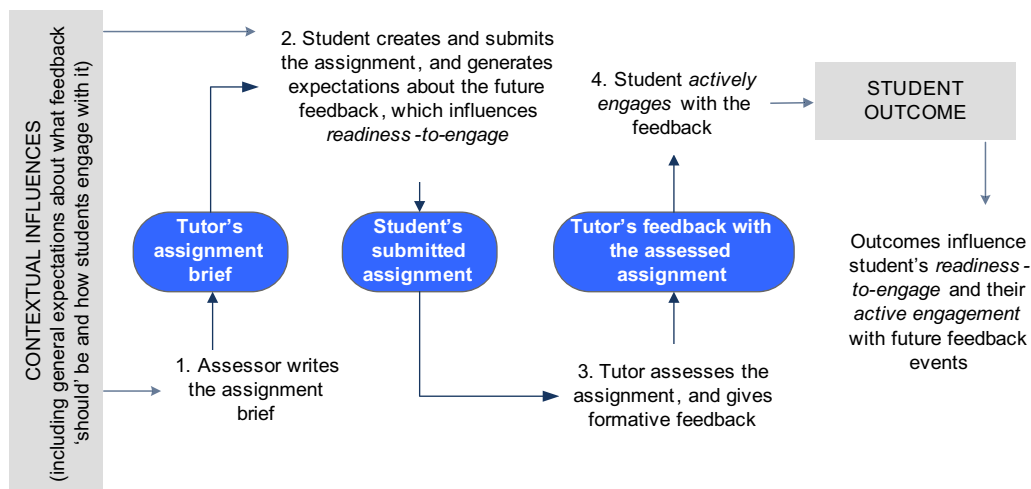 CONTEXTUAL INFLUENCES
(including general expectations about what feedback
‘should’ be and how students engage with it)
2. Student creates and submits
the assignment, and generates
expectations about the future
feedback, which influences
readiness-to-engage
4. Student actively
engages with the
feedback
STUDENT
OUTCOME
Tutor’s
assignment
brief
Student’s
submitted
assignment
Tutor’s feedback with
the assessed
assignment
Outcomes influence
student’s readiness-
to-engage and their
active engagement
with future feedback
events
1. Assessor writes
the assignment
brief
3. Tutor assesses the
assignment, and gives
formative feedback